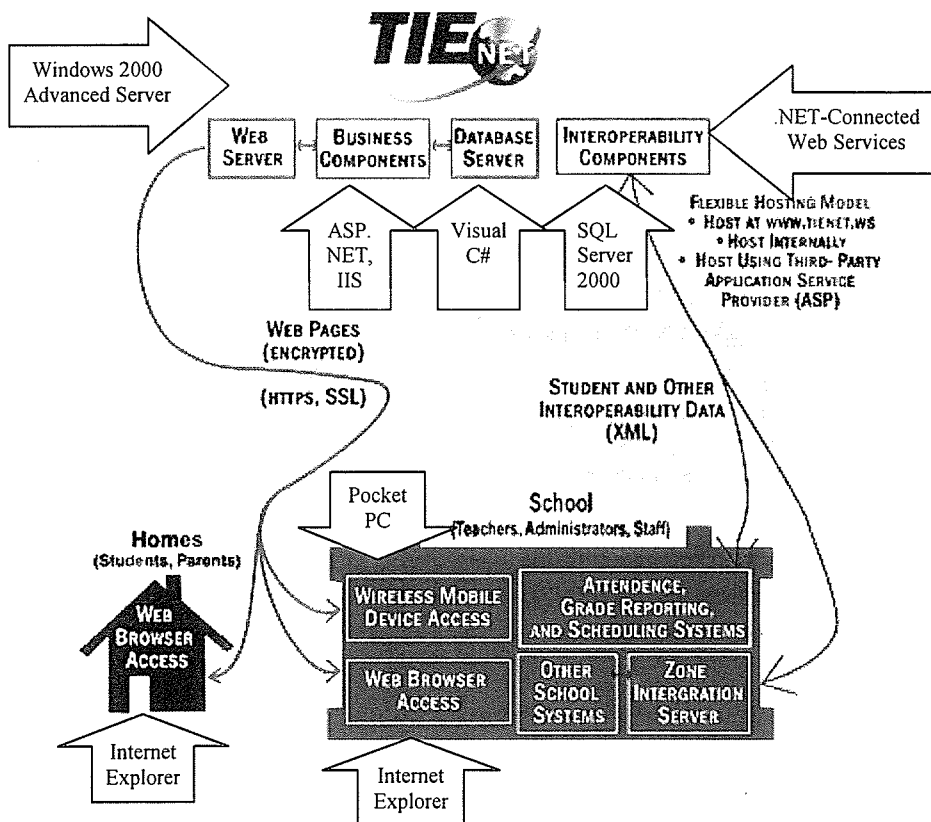 TIE
NET
Windows 2000
Advanced Server
.NET-Connected
Web Services
WEB
SERVER
BUSINESS
COMPONENTS
DATABASE
SERVER
INTEROPERABILITY
COMPONENTS
ASP.
NET,
IIS
Visual
C#
SQL
Server
2000
FLEXIBLE HOSTING MODEL
• HOST AT WWW.TIENET.WS
• HOST INTERNALLY
• HOST USING THIRD- PARTY
APPLICATION SERVICE
PROVIDER (ASP)
WEB PAGES
(ENCRYPTED)
(HTTPS, SSL)
STUDENT AND OTHER
INTEROPERABILITY DATA
(XML)
Pocket
PC
School
(Teachers, Administrators, Staff)
Homes
(Students, Parents)
WEB
BROWSER
ACCESS
WIRELESS MOBILE
DEVICE ACCESS
ATTENDENCE,
GRADE REPORTING,
AND SCHEDULING SYSTEMS
WEB BROWSER
ACCESS
OTHER
SCHOOL
SYSTEMS
ZONE
INTERGRATION
SERVER
Internet
Explorer
Internet
Explorer